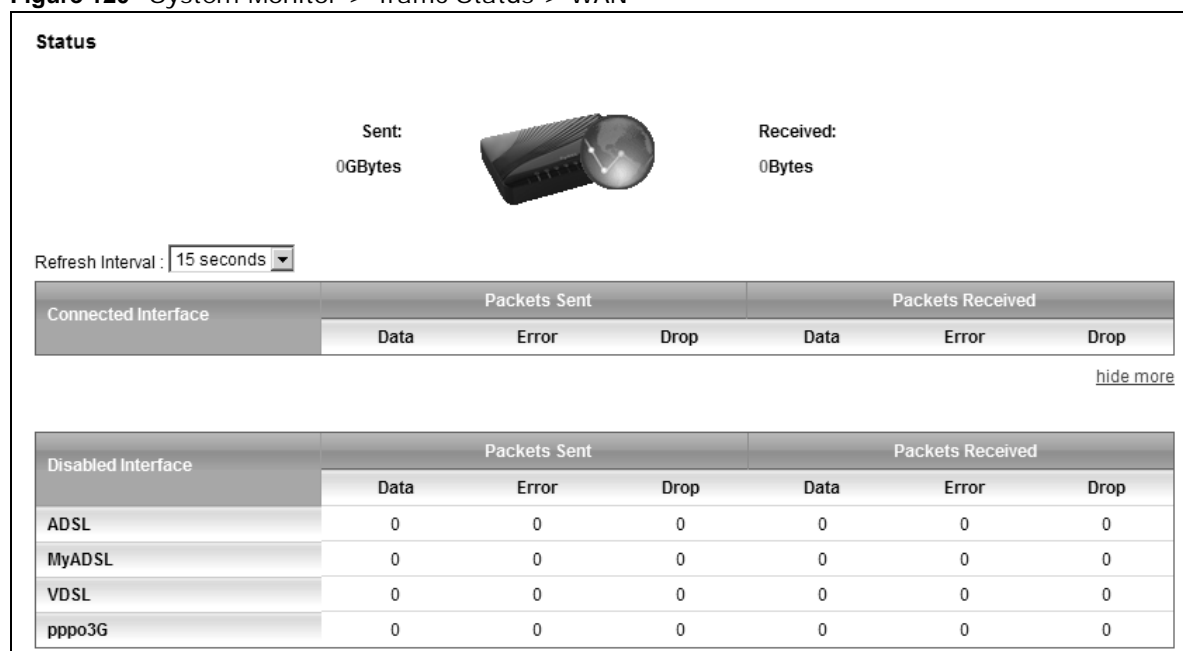 Figure 120 System Monitor > Traffic Status > WAN
Status
Sent: Received:
0GBytes 0Bytes
Refresh Interval : 15 seconds
Connected Interface Packets Sent Packets Received
Data Error Drop Data Error Drop
hide more
Disabled Interface Packets Sent Packets Received
Data Error Drop Data Error Drop
ADSL 0 0 0 0 0 0
MyADSL 0 0 0 0 0 0
VDSL 0 0 0 0 0 0
pppo3G 0 0 0 0 0 0